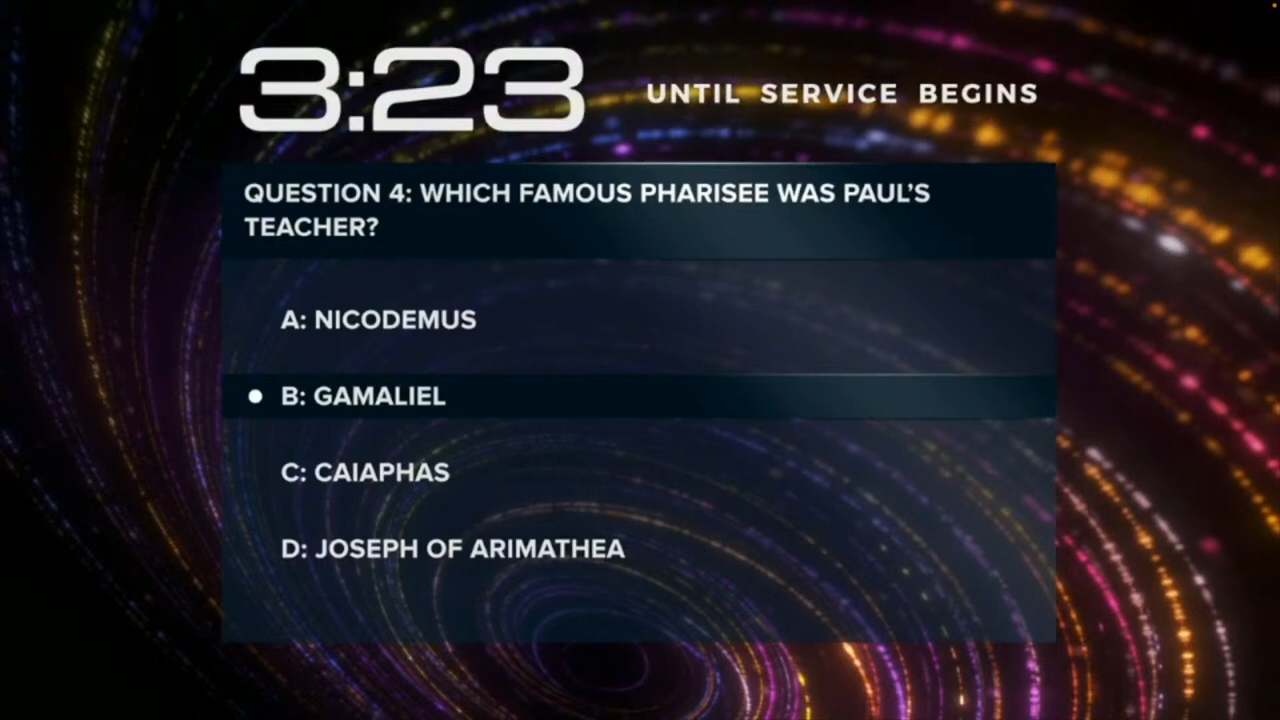 3:23 UNTIL SERVICE BEGINS
QUESTION 4: WHICH FAMOUS PHARISEE WAS PAUL'S
TEACHER?
A: NICODEMUS
B: GAMALIEL
C: CAIAPHAS
D: JOSEPH OF ARIMATHEA